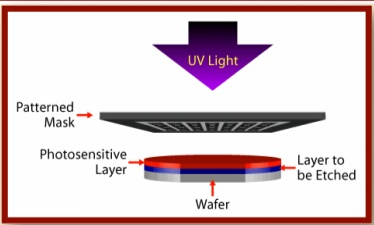 UV Light
Patterned
Mask
Photosensitive
Layer
Layer to
be Etched
Wafer